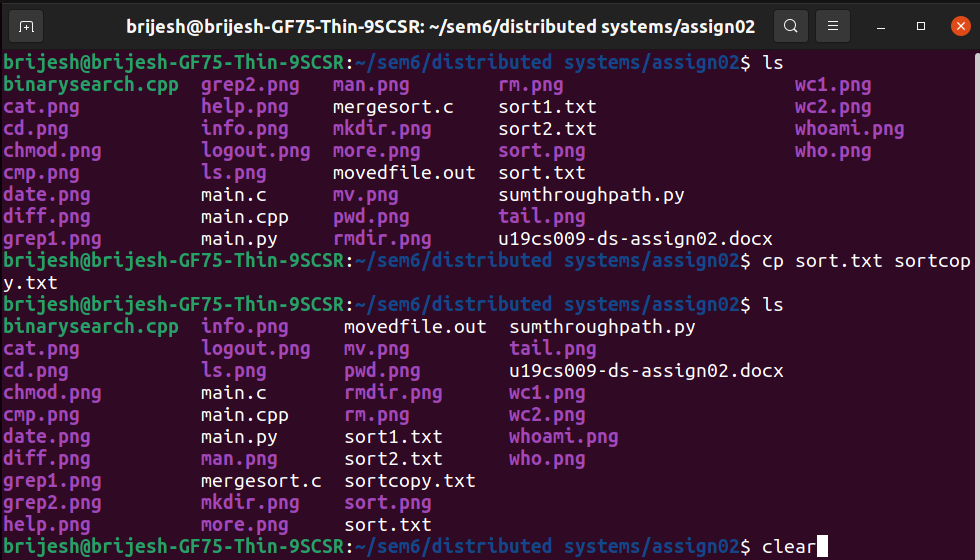 brijesh@brijesh-GF75-Thin-9SCSR: ~/sem6/distributed systems/assign02
brijesh@brijesh-GF75-Thin-9SCSR:~/sem6/distributed systems/assign02$ ls
binarysearch.cpp  grep2.png   man.png        rm.png                      wc1.png
cat.png           help.png    mergesort.c    sort1.txt                   wc2.png
cd.png            info.png    mkdir.png      sort2.txt                   whoami.png
chmod.png         logout.png  more.png       sort.png                    who.png
cmp.png           ls.png      movedfile.out  sort.txt
date.png          main.c      mv.png         sumthroughpath.py
diff.png          main.cpp    pwd.png        tail.png
grep1.png         main.py     rmdir.png      u19cs009-ds-assign02.docx
brijesh@brijesh-GF75-Thin-9SCSR:~/sem6/distributed systems/assign02$ cp sort.txt sortcop
y.txt
brijesh@brijesh-GF75-Thin-9SCSR:~/sem6/distributed systems/assign02$ ls
binarysearch.cpp  info.png     movedfile.out  sumthroughpath.py
cat.png           logout.png   mv.png         tail.png
cd.png            ls.png       pwd.png        u19cs009-ds-assign02.docx
chmod.png         main.c       rmdir.png      wc1.png
cmp.png           main.cpp     rm.png         wc2.png
date.png          main.py      sort1.txt      whoami.png
diff.png          man.png      sort2.txt      who.png
grep1.png         mergesort.c  sortcopy.txt
grep2.png         mkdir.png    sort.png
help.png          more.png     sort.txt
brijesh@brijesh-GF75-Thin-9SCSR:~/sem6/distributed systems/assign02$ clear